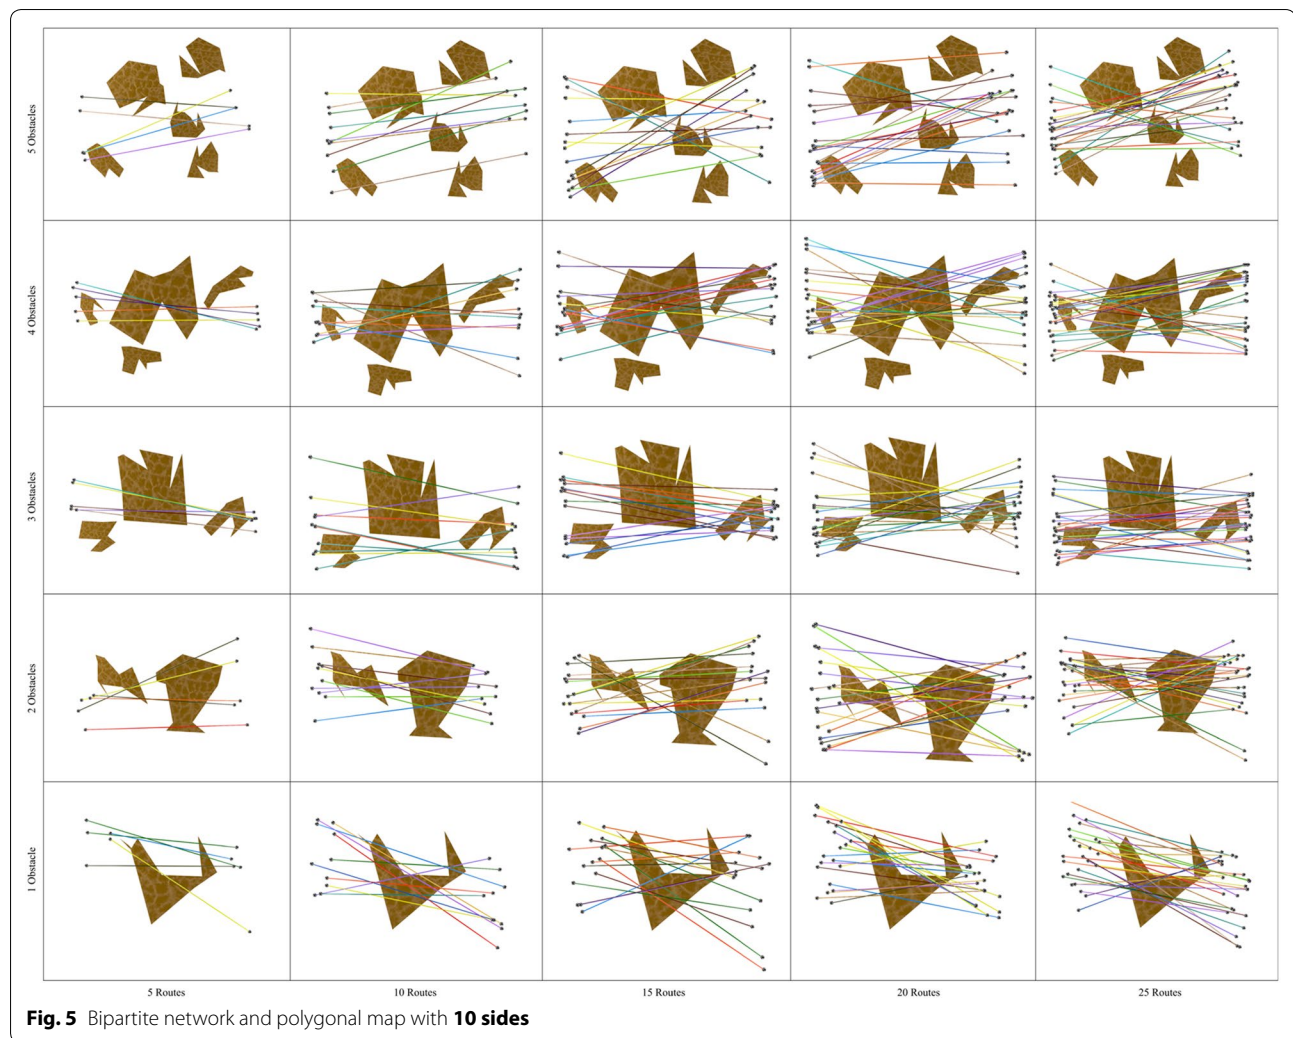 5 Obstacles
4 Obstacles
3 Obstacles
2 Obstacles
1 Obstacle
5 Routes
10 Routes
15 Routes
20 Routes
25 Routes
Fig. 5 Bipartite network and polygonal map with 10 sides